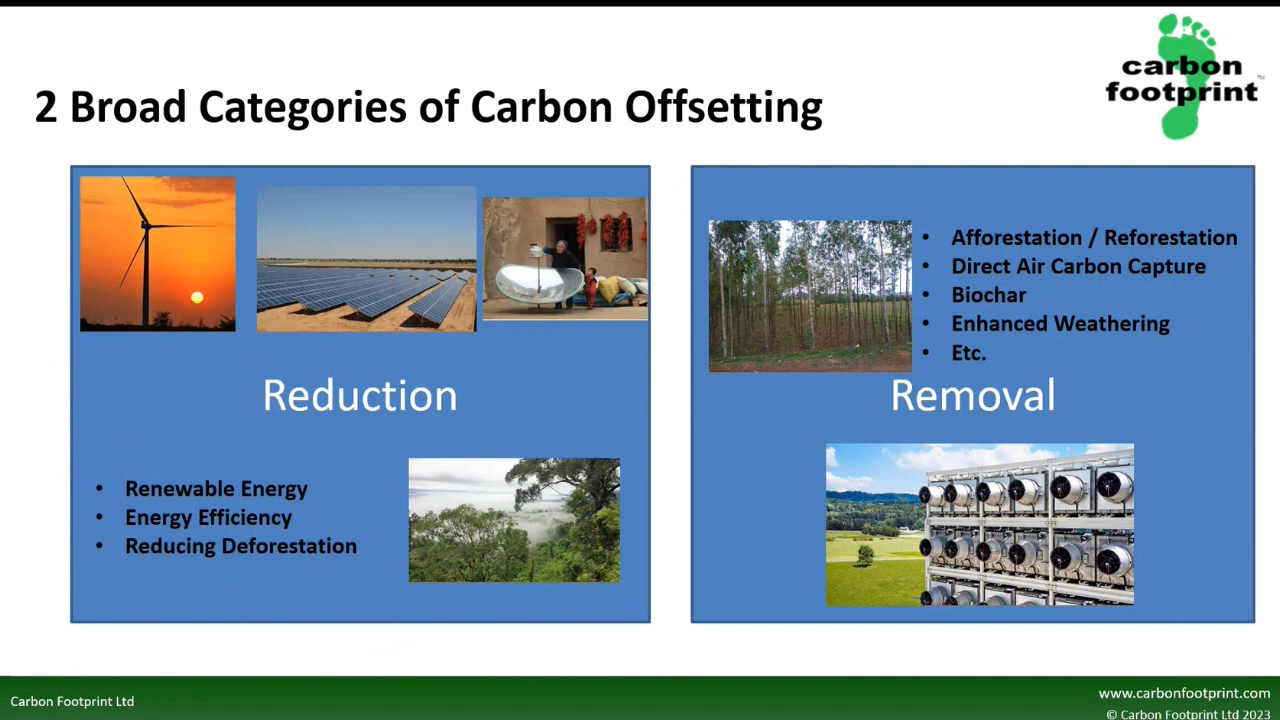 carbon
footprint™
2 Broad Categories of Carbon Offsetting
Reduction
• Renewable Energy
• Energy Efficiency
• Reducing Deforestation
• Afforestation / Reforestation
• Direct Air Carbon Capture
• Biochar
• Enhanced Weathering
• Etc.
Removal
Carbon Footprint Ltd
www.carbonfootprint.com
© Carbon Footprint Ltd 2023